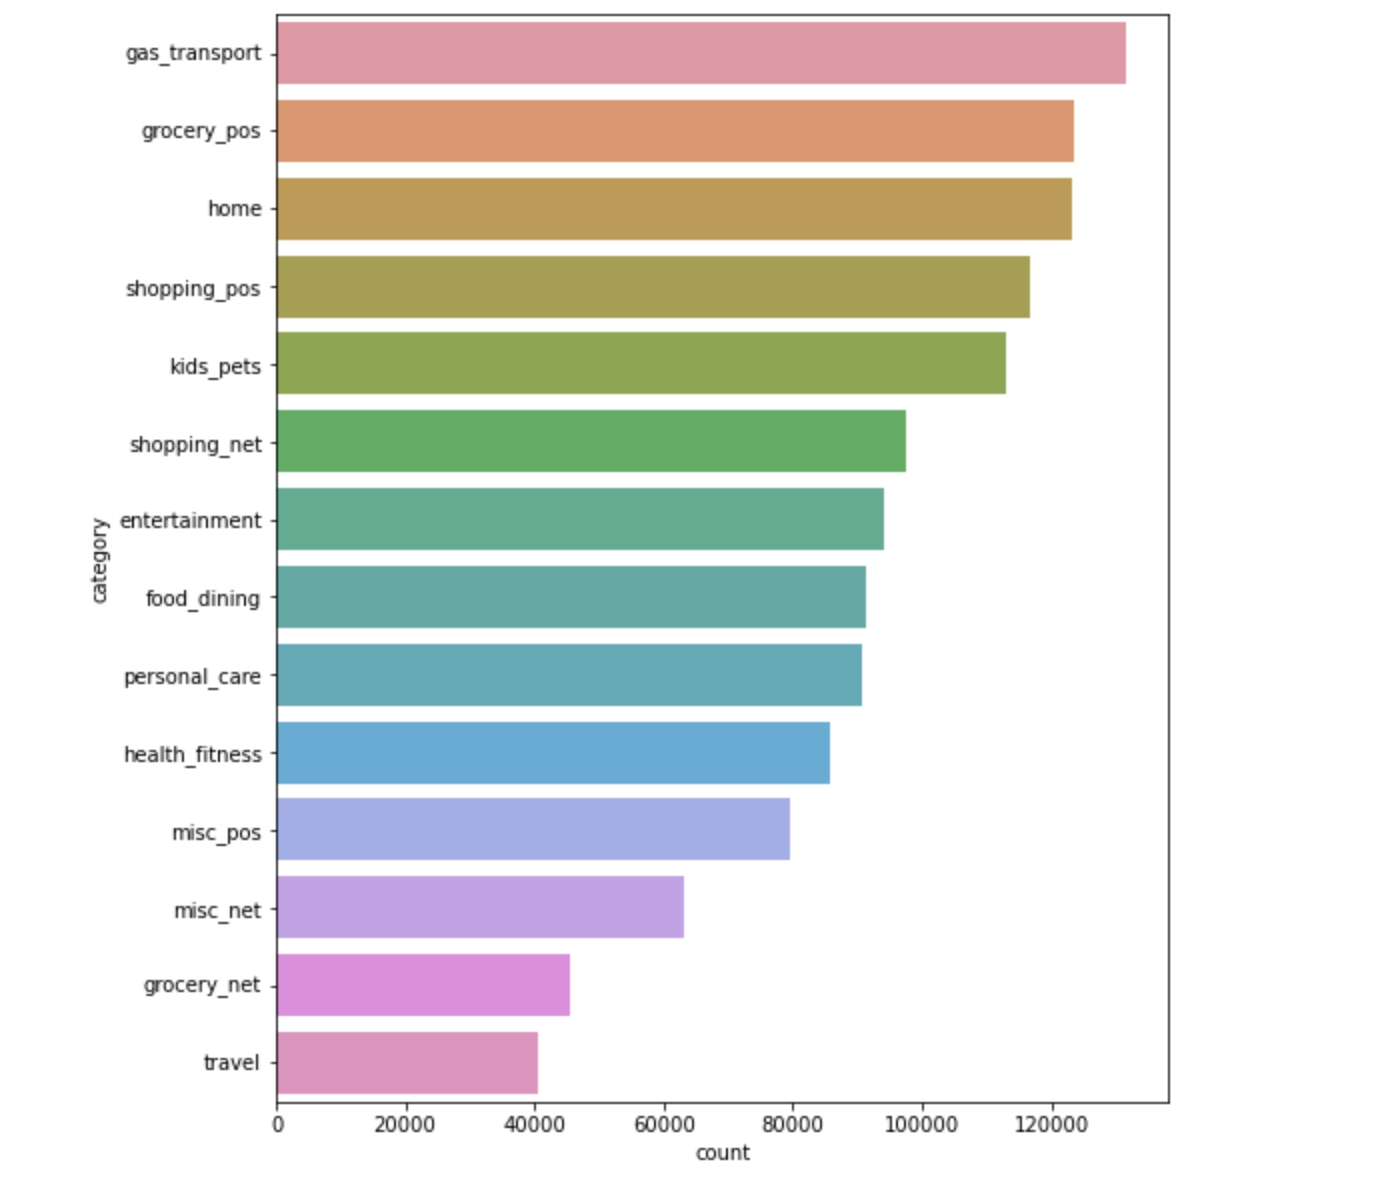 gas_transport
grocery_pos
home
shopping_pos
kids_pets
shopping_net
entertainment
food_dining
personal_care
health_fitness
misc_pos
misc_net
grocery_net
travel
category
0 20000 40000 60000 80000 100000 120000
count